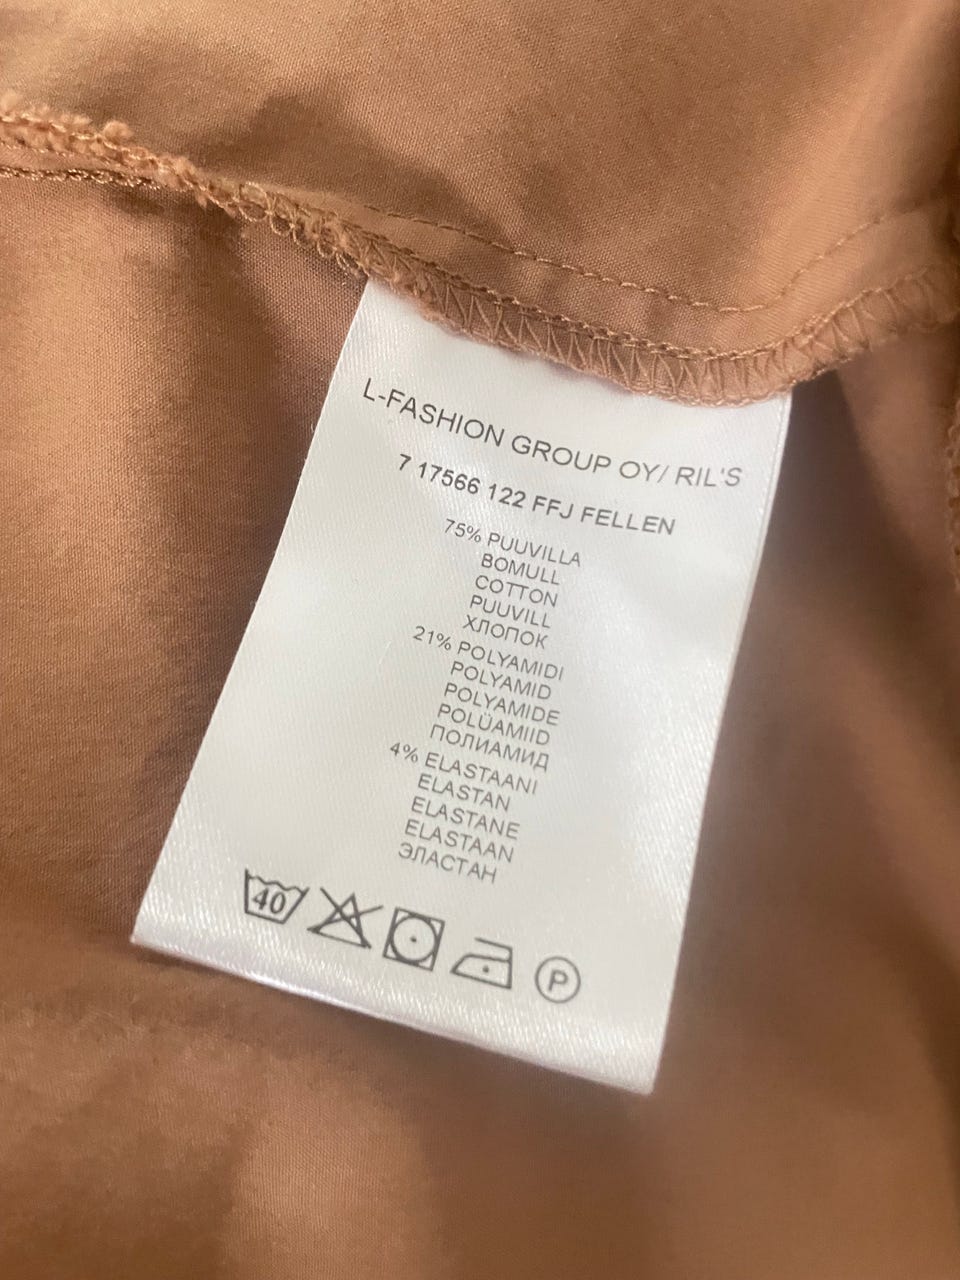 L-FASHION GROUP OY/ RIL'S
7 17566 122 FFJ FELLEN
75% PUUVILLA
BOMULL
COTTON
PUUVILL
ХЛОПОК
21% POLYAMIDI
POLYAMID
POLYAMIDE
POLÜAMIID
ПОЛИАМИД
4% ELASTAANI
ELASTAN
ELASTANE
ELASTAAN
ЭЛАСТАН
40 P